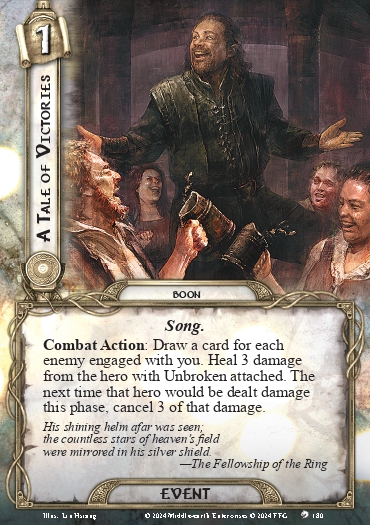 1
A Tale of Victories
BOON
Song.
Combat Action: Draw a card for each
enemy engaged with you. Heal 3 damage
from the hero with Unbroken attached. The
next time that hero would be dealt damage
this phase, cancel 3 of that damage.
His shining helm afar was seen;
the countless stars of heaven's field
were mirrored in his silver shield.
—The Fellowship of the Ring
EVENT
Illus. Lin Hsiang © 2024 Middle-earth Enterprises © 2024 FFG 180